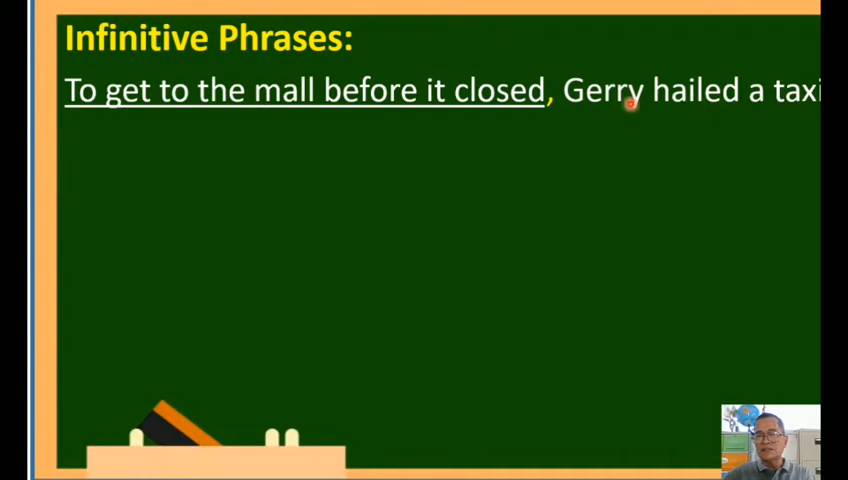 Infinitive Phrases:
To get to the mall before it closed, Gerry hailed a taxi